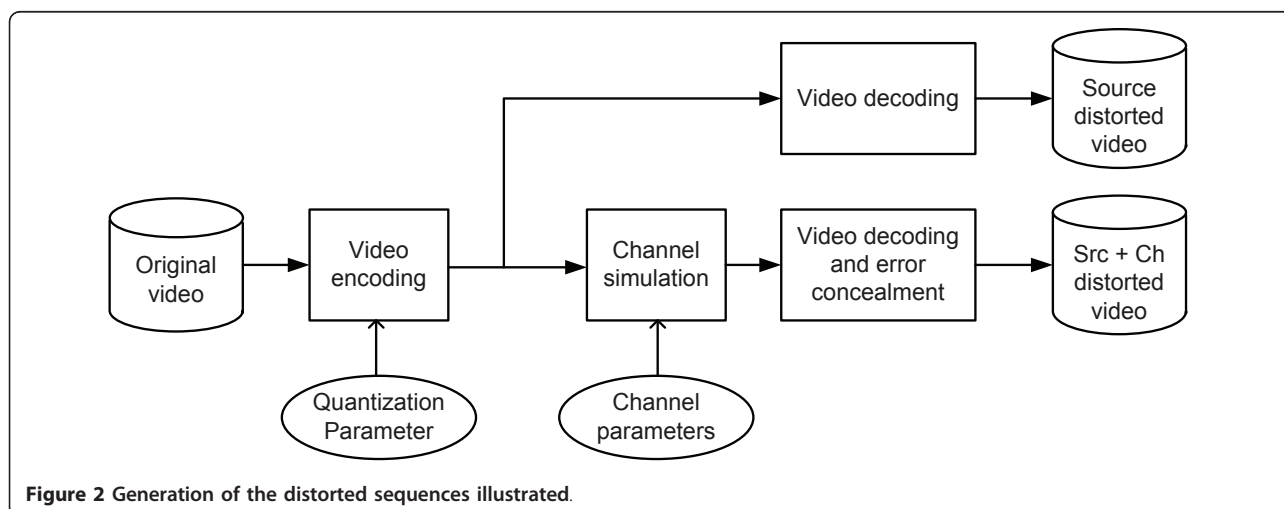 Video decoding
Source
distorted
video
Original
video
Video
encoding
Channel
simulation
Video decoding
and error
concealment
Src + Ch
distorted
video
Quantization
Parameter
Channel
parameters
Figure 2 Generation of the distorted sequences illustrated.